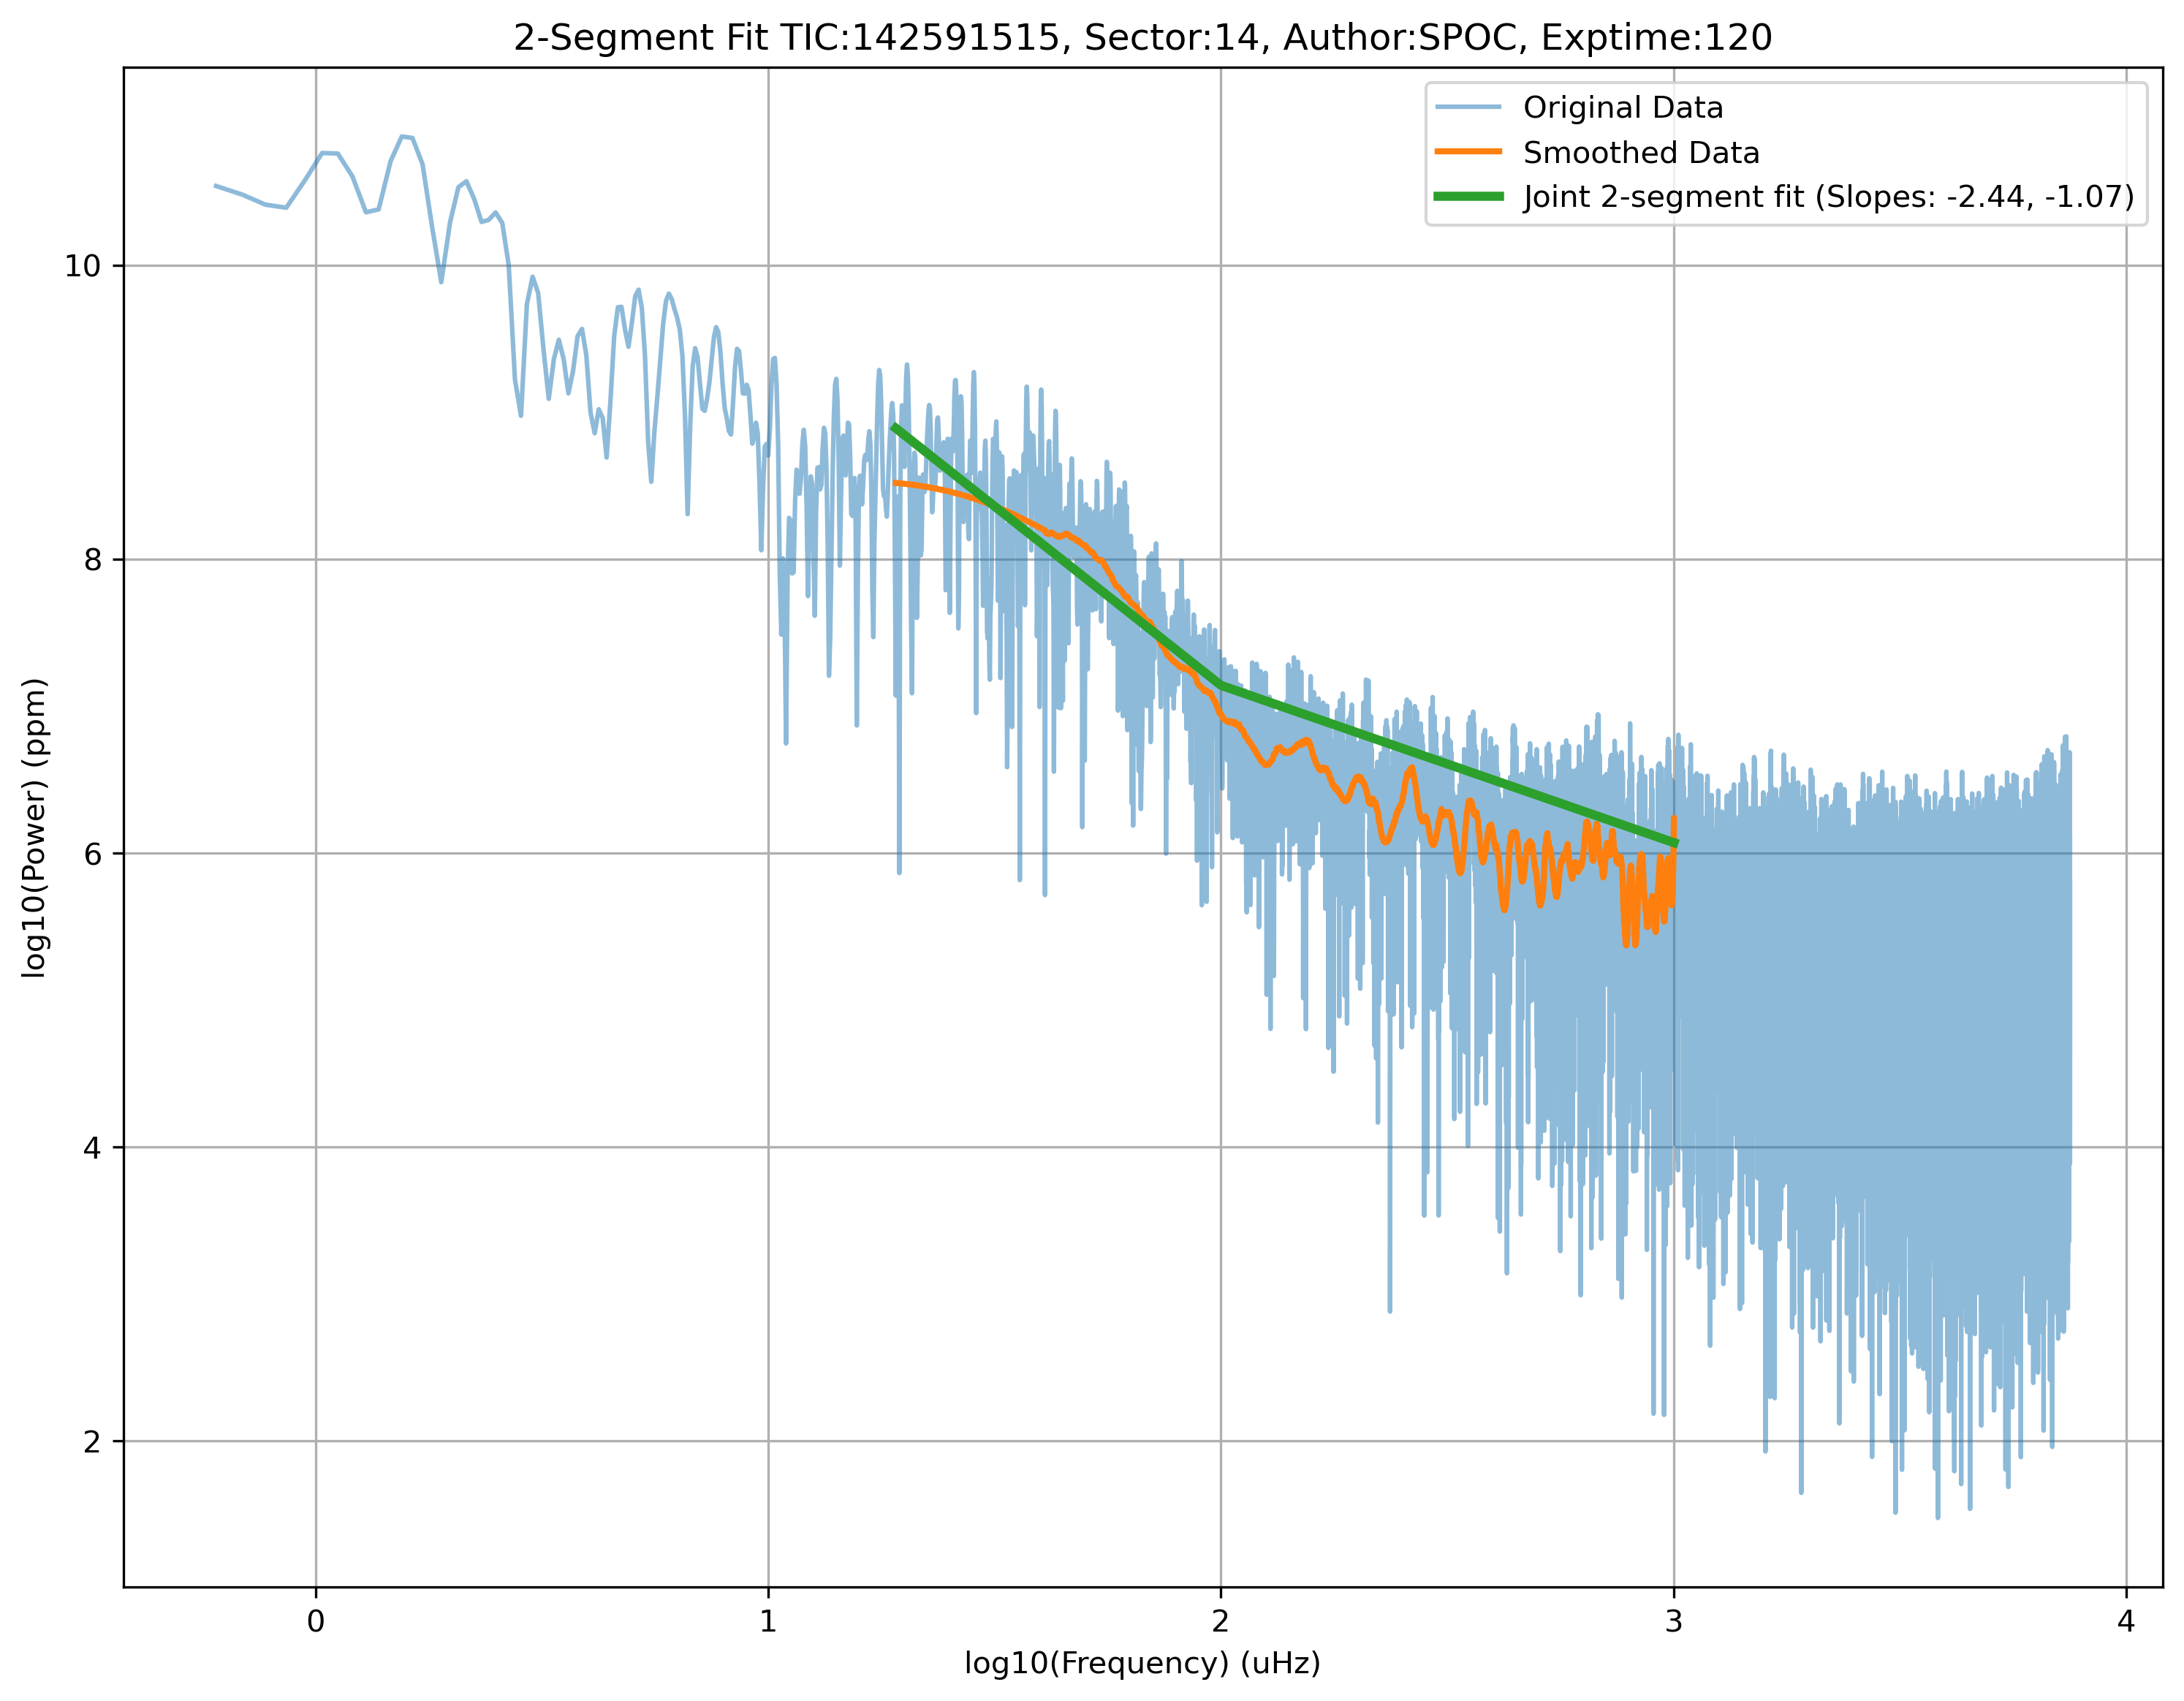 2-Segment Fit TIC:142591515, Sector:14, Author:SPOC, Exptime:120
Original Data
Smoothed Data
Joint 2-segment fit (Slopes: -2.44, -1.07)
log10(Power) (ppm)
10
8
6
4
2
0 1 2 3 4
log10(Frequency) (uHz)